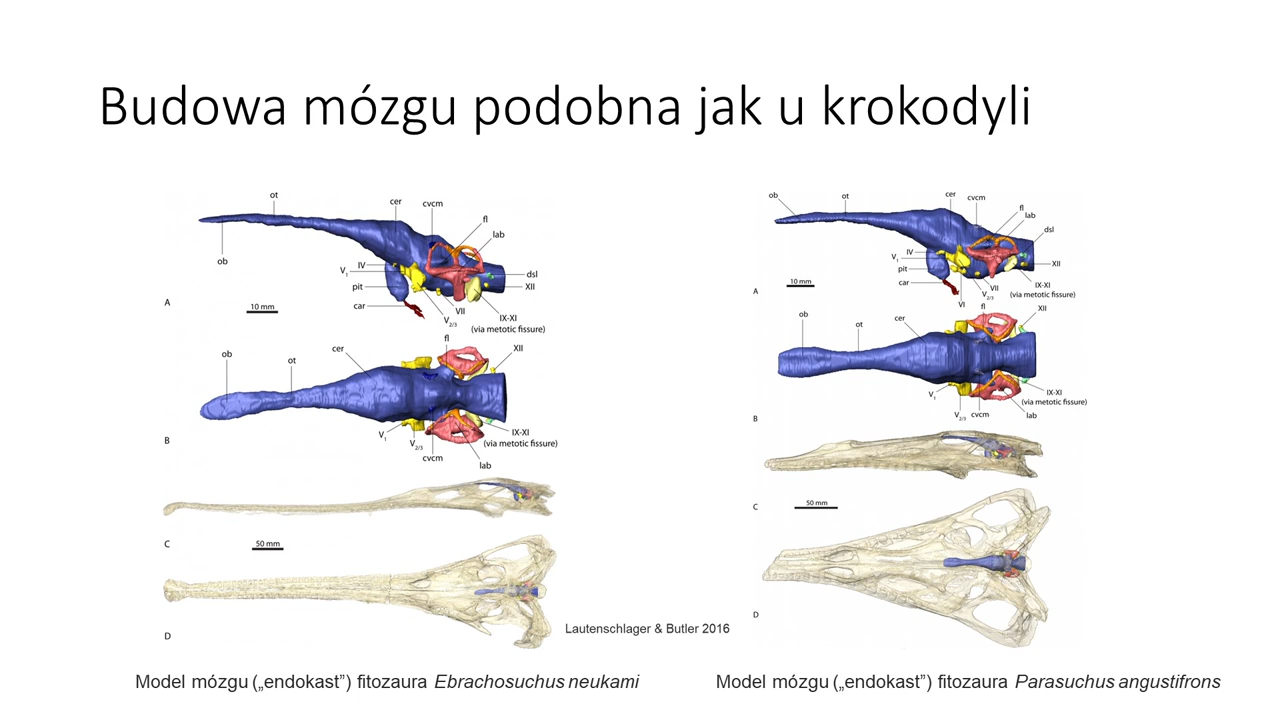 Budowa mózgu podobna jak u krokodyli
ot
cer
cvcm
fl
lab
ob
IV
V1
pit
car
dsl
XII
VII
V2/3
IX-XI
(via metotic fissure)
A
10 mm
ob
ot
cer
fl
XII
V1
V2/3
cvcm
lab
IX-XI
(via metotic fissure)
B
C
50 mm
D
ob
ot
cer
cvcm
fl
lab
dsl
IV
V1
pit
car
XII
VII
V2/3
VI
IX-XI
(via metotic fissure)
A
10 mm
ob
ot
cer
fl
XII
V1
V2/3
cvcm
lab
IX-XI
(via metotic fissure)
B
C
50 mm
D
Lautenschlager & Butler 2016
Model mózgu („endokast”) fitozaura Ebrachosuchus neukami
Model mózgu („endokast”) fitozaura Parasuchus angustifrons